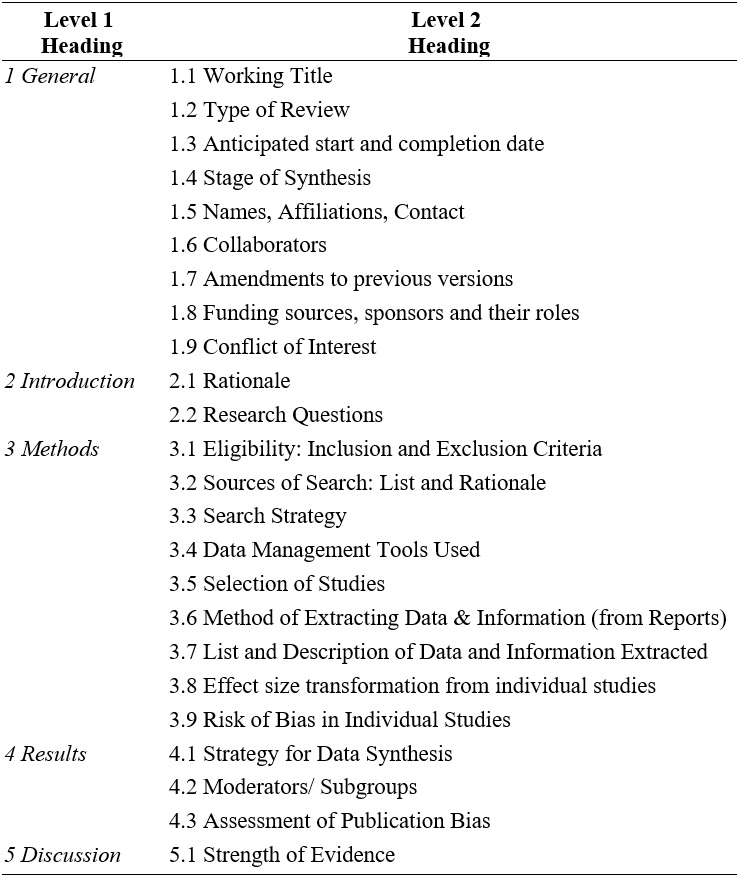 Level 1 Level 2
Heading Heading
1 General 1.1 Working Title
1.2 Type of Review
1.3 Anticipated start and completion date
1.4 Stage of Synthesis
1.5 Names, Affiliations, Contact
1.6 Collaborators
1.7 Amendments to previous versions
1.8 Funding sources, sponsors and their roles
1.9 Conflict of Interest
2 Introduction 2.1 Rationale
2.2 Research Questions
3 Methods 3.1 Eligibility: Inclusion and Exclusion Criteria
3.2 Sources of Search: List and Rationale
3.3 Search Strategy
3.4 Data Management Tools Used
3.5 Selection of Studies
3.6 Method of Extracting Data & Information (from Reports)
3.7 List and Description of Data and Information Extracted
3.8 Effect size transformation from individual studies
3.9 Risk of Bias in Individual Studies
4 Results 4.1 Strategy for Data Synthesis
4.2 Moderators/ Subgroups
4.3 Assessment of Publication Bias
5 Discussion 5.1 Strength of Evidence